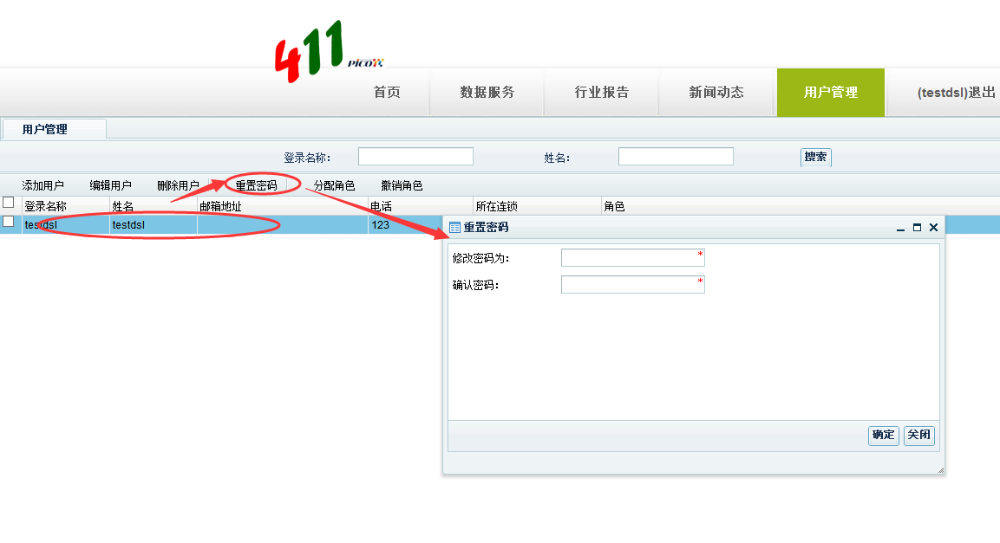 411
PICO
首页 数据服务 行业报告 新闻动态 用户管理 (testdsl)退出
用户管理
登录名称： 姓名： 搜索
添加用户 编辑用户 删除用户 重置密码 分配角色 撤销角色
登录名称 姓名 邮箱地址 电话 所在连锁 角色
testdsl testdsl 123
重置密码
修改密码为： *
确认密码： *
确定 关闭